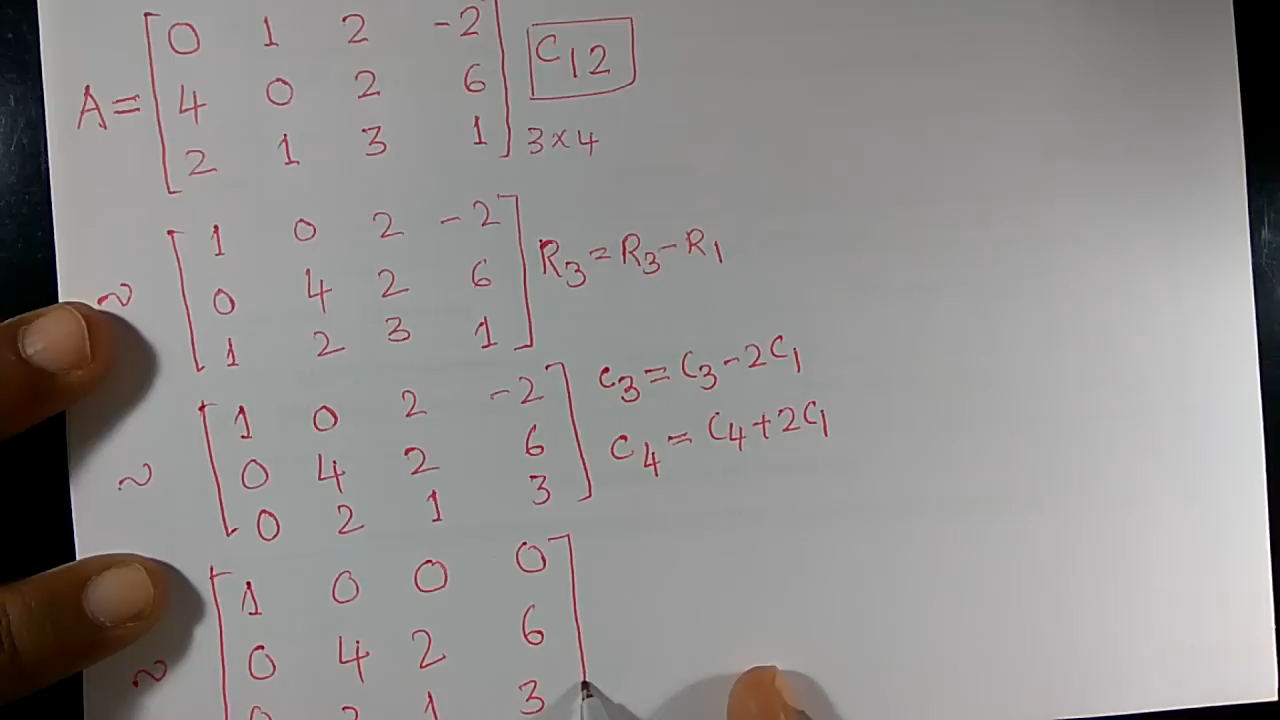 0 1 2 -2
A = 4 0 2 6 C12
2 1 3 1 3×4
1 0 2 -2
~ 0 4 2 6 R3 = R3 - R1
1 2 3 1
1 0 2 -2 C3 = C3 - 2C1
~ 0 4 2 6 C4 = C4 + 2C1
0 2 1 3
1 0 0 0
~ 0 4 2 6
0 2 1 3